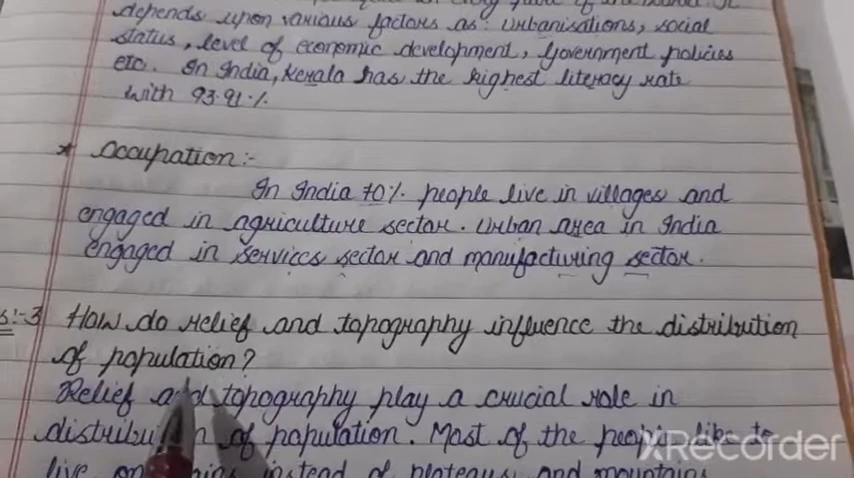 depends upon various factors as: Urbanisations, social
status, level of economic development, Government policies
etc. In India, Kerala has the highest literacy rate
with 93.91.%
* Occupation:-
In India 70% people live in villages and
engaged in agriculture sector. Urban area in India
engaged in services sector and manufacturing sector.
s:-3 How do relief and topography influence the distribution
of population?
Relief and topography play a crucial role in
of population. Most of the people like to
live instead of plateaus and mountains
XRecorder